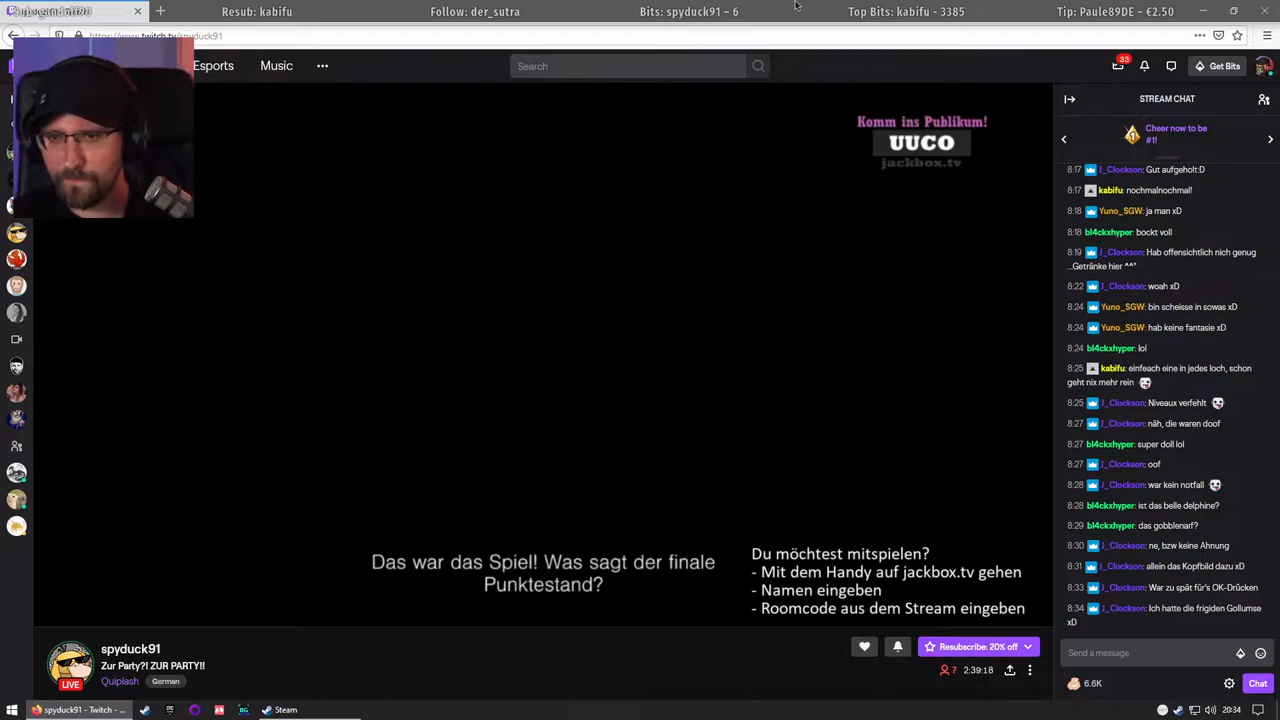 Resub: kabifu
Follow: der_sutra
Bits: spyduck91 - 6
Top Bits: kabifu - 3385
Tip: Paule89DE - €2.50
https://www.twitch.tv/spyduck91
Esports
Music
Search
33
Get Bits
STREAM CHAT
Cheer now to be
#1!
Komm ins Publikum!
UUCO
jackbox.tv
8:17 J_Clockson: Gut aufgeholt:D
8:17 kabifu: nochmalnochmal!
8:18 Yuno_SGW: ja man xD
8:18 bl4ckxhyper: bockt voll
8:19 J_Clockson: Hab offensichtlich nich genug
..Getränke hier ^^"
8:22 J_Clockson: woah xD
8:24 Yuno_SGW: bin scheisse in sowas xD
8:24 Yuno_SGW: hab keine fantasie xD
8:24 bl4ckxhyper: lol
8:25 kabifu: einfeach eine in jedes loch, schon
geht nix mehr rein
8:25 J_Clockson: Niveaux verfehlt
8:27 J_Clockson: näh, die waren doof
8:27 bl4ckxhyper: super doll lol
8:27 J_Clockson: oof
8:28 J_Clockson: war kein notfall
8:28 bl4ckxhyper: ist das belle delphine?
8:29 bl4ckxhyper: das gobblenarf?
8:30 J_Clockson: ne, bzw keine Ahnung
8:31 J_Clockson: allein das Kopfbild dazu xD
8:33 J_Clockson: War zu spät für's OK-Drücken
8:34 J_Clockson: Ich hatte die frigiden Gollumse
xD
Das war das Spiel! Was sagt der finale
Punktestand?
Du möchtest mitspielen?
- Mit dem Handy auf jackbox.tv gehen
- Namen eingeben
- Roomcode aus dem Stream eingeben
LIVE
spyduck91
Zur Party?! ZUR PARTY!!
Quiplash
German
Resubscribe: 20% off
7
2:39:18
Send a message
6.6K
Chat
spyduck91 - Twitch - ...
Steam
20:34